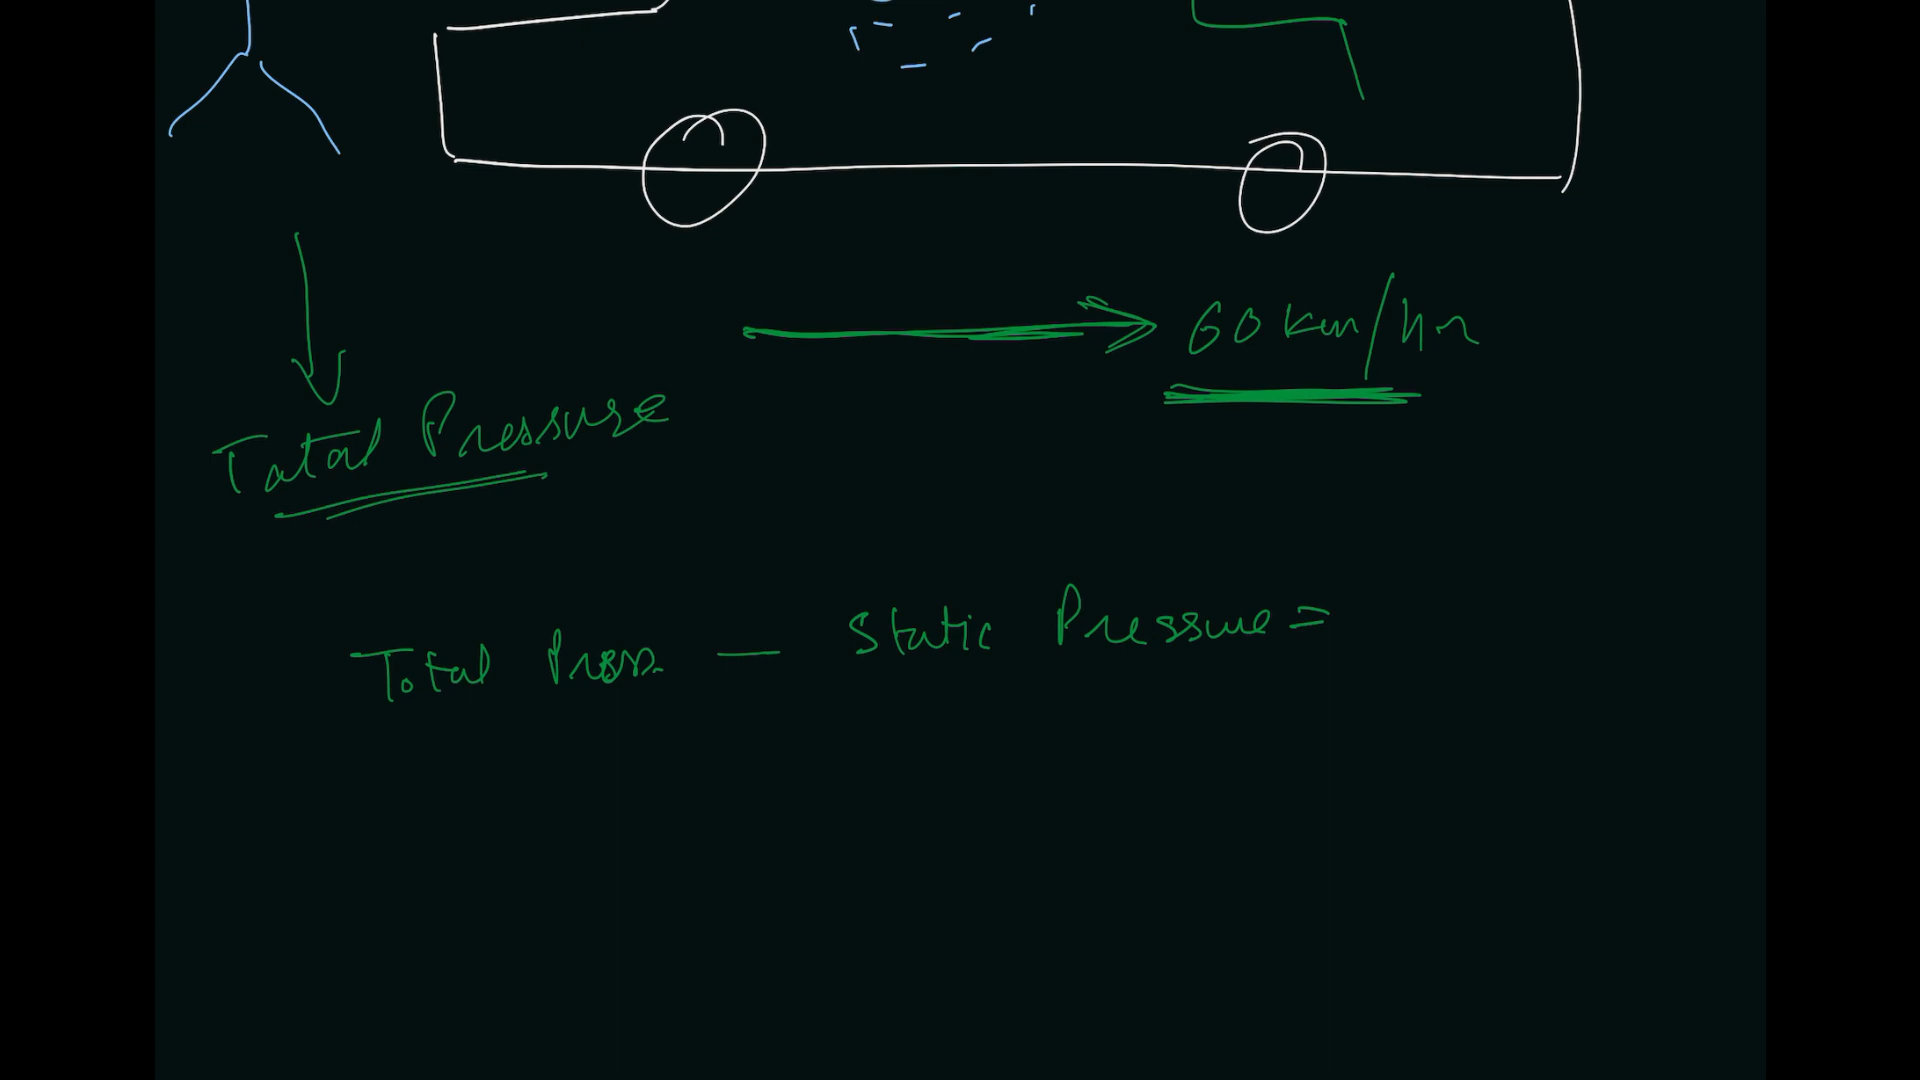 60 km/hr
Total Pressure
Total Press. — Static Pressure =